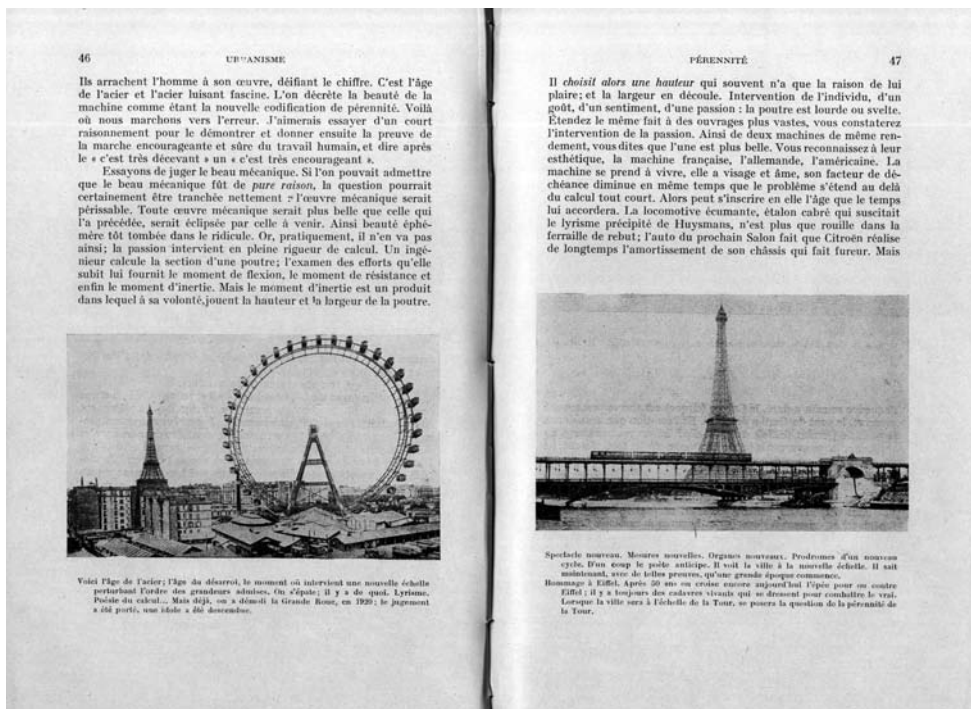 46
URBANISME
Ils arrachent l'homme à son œuvre, déifiant le chiffre. C'est l'âge
de l'acier et l'acier luisant fascine. L'on décrète la beauté de la
machine comme étant la nouvelle codification de pérennité. Voilà
où nous marchons vers l'erreur. J'aimerais essayer d'un court
raisonnement pour le démontrer et donner ensuite la preuve de
la marche encourageante et sûre du travail humain, et dire après
le « c'est très décevant » un « c'est très encourageant ».
Essayons de juger le beau mécanique. Si l'on pouvait admettre
que le beau mécanique fût de pure raison, la question pourrait
certainement être tranchée nettement : l'œuvre mécanique serait
périssable. Toute œuvre mécanique serait plus belle que celle qui
l'a précédée, serait éclipsée par celle à venir. Ainsi beauté éphé-
mère tôt tombée dans le ridicule. Or, pratiquement, il n'en va pas
ainsi; la passion intervient en pleine rigueur de calcul. Un ingé-
nieur calcule la section d'une poutre; l'examen des efforts qu'elle
subit lui fournit le moment de flexion, le moment de résistance et
enfin le moment d'inertie. Mais le moment d'inertie est un produit
dans lequel à sa volonté, jouent la hauteur et la largeur de la poutre.
Voici l'âge de l'acier; l'âge du désarroi, le moment où intervient une nouvelle échelle
perturbant l'ordre des grandeurs admises. On s'épate; il y a de quoi. Lyrisme.
Poésie du calcul... Mais déjà, on a démoli la Grande Roue, en 1920; le jugement
a été porté, une idole a été descendue.
PÉRENNITÉ
47
Il choisit alors une hauteur qui souvent n'a que la raison de lui
plaire; et la largeur en découle. Intervention de l'individu, d'un
goût, d'un sentiment, d'une passion : la poutre est lourde ou svelte.
Étendez le même fait à des ouvrages plus vastes, vous constaterez
l'intervention de la passion. Ainsi de deux machines de même ren-
dement, vous dites que l'une est plus belle. Vous reconnaissez à leur
esthétique, la machine française, l'allemande, l'américaine. La
machine se prend à vivre, elle a visage et âme, son facteur de dé-
chéance diminue en même temps que le problème s'étend au delà
du calcul tout court. Alors peut s'inscrire en elle l'âge que le temps
lui accordera. La locomotive écumante, étalon cabré qui suscitait
le lyrisme précipité de Huysmans, n'est plus que rouille dans la
ferraille de rebut; l'auto du prochain Salon fait que Citroën réalise
de longtemps l'amortissement de son châssis qui fait fureur. Mais
Spectacle nouveau. Mesures nouvelles. Organes nouveaux. Prodromes d'un nouveau
cycle. D'un coup le poète anticipe. Il voit la ville à la nouvelle échelle. Il sait
maintenant, avec de telles preuves, qu'une grande époque commence.
Hommage à Eiffel. Après 50 ans on croise encore aujourd'hui l'épée pour ou contre
Eiffel; il y a toujours des cadavres vivants qui se dressent pour combattre le vrai.
Lorsque la ville sera à l'échelle de la Tour, se posera la question de la pérennité de
la Tour.